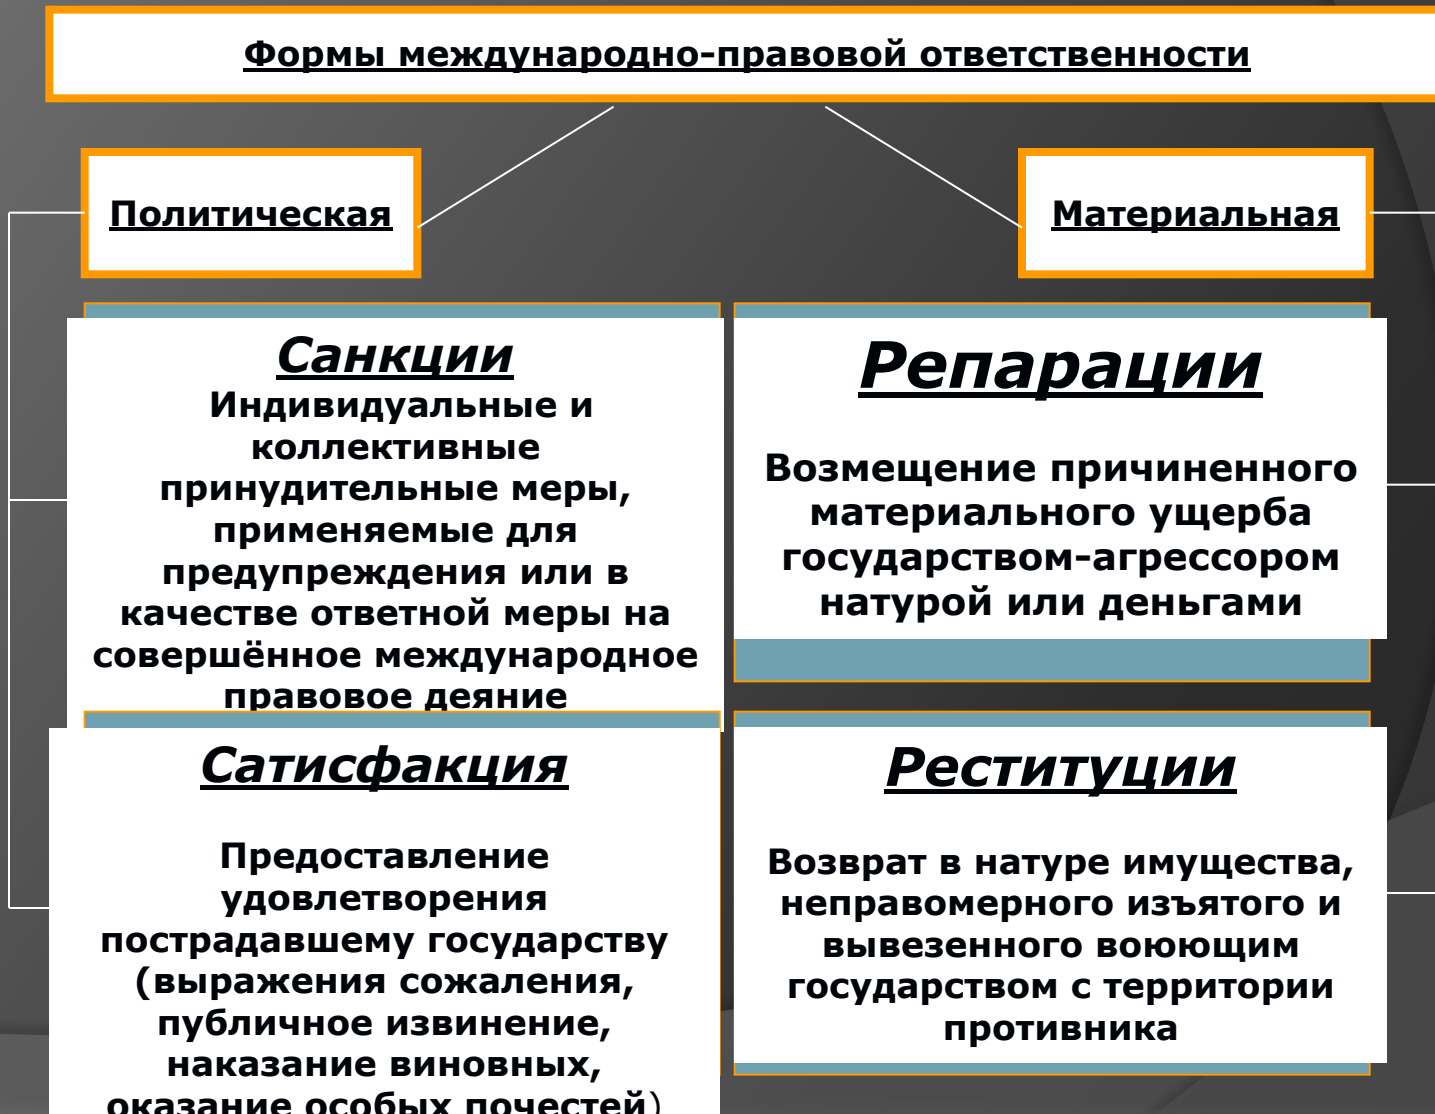 Формы международно-правовой ответственности
Политическая
Материальная
Санкции
Индивидуальные и
коллективные
принудительные меры,
применяемые для
предупреждения или в
качестве ответной меры на
совершённое международное
правовое деяние
Репарации
Возмещение причиненного
материального ущерба
государством-агрессором
натурой или деньгами
Сатисфакция
Предоставление
удовлетворения
пострадавшему государству
(выражения сожаления,
публичное извинение,
наказание виновных,
оказание особых почестей)
Реституции
Возврат в натуре имущества,
неправомерного изъятого и
вывезенного воюющим
государством с территории
противника